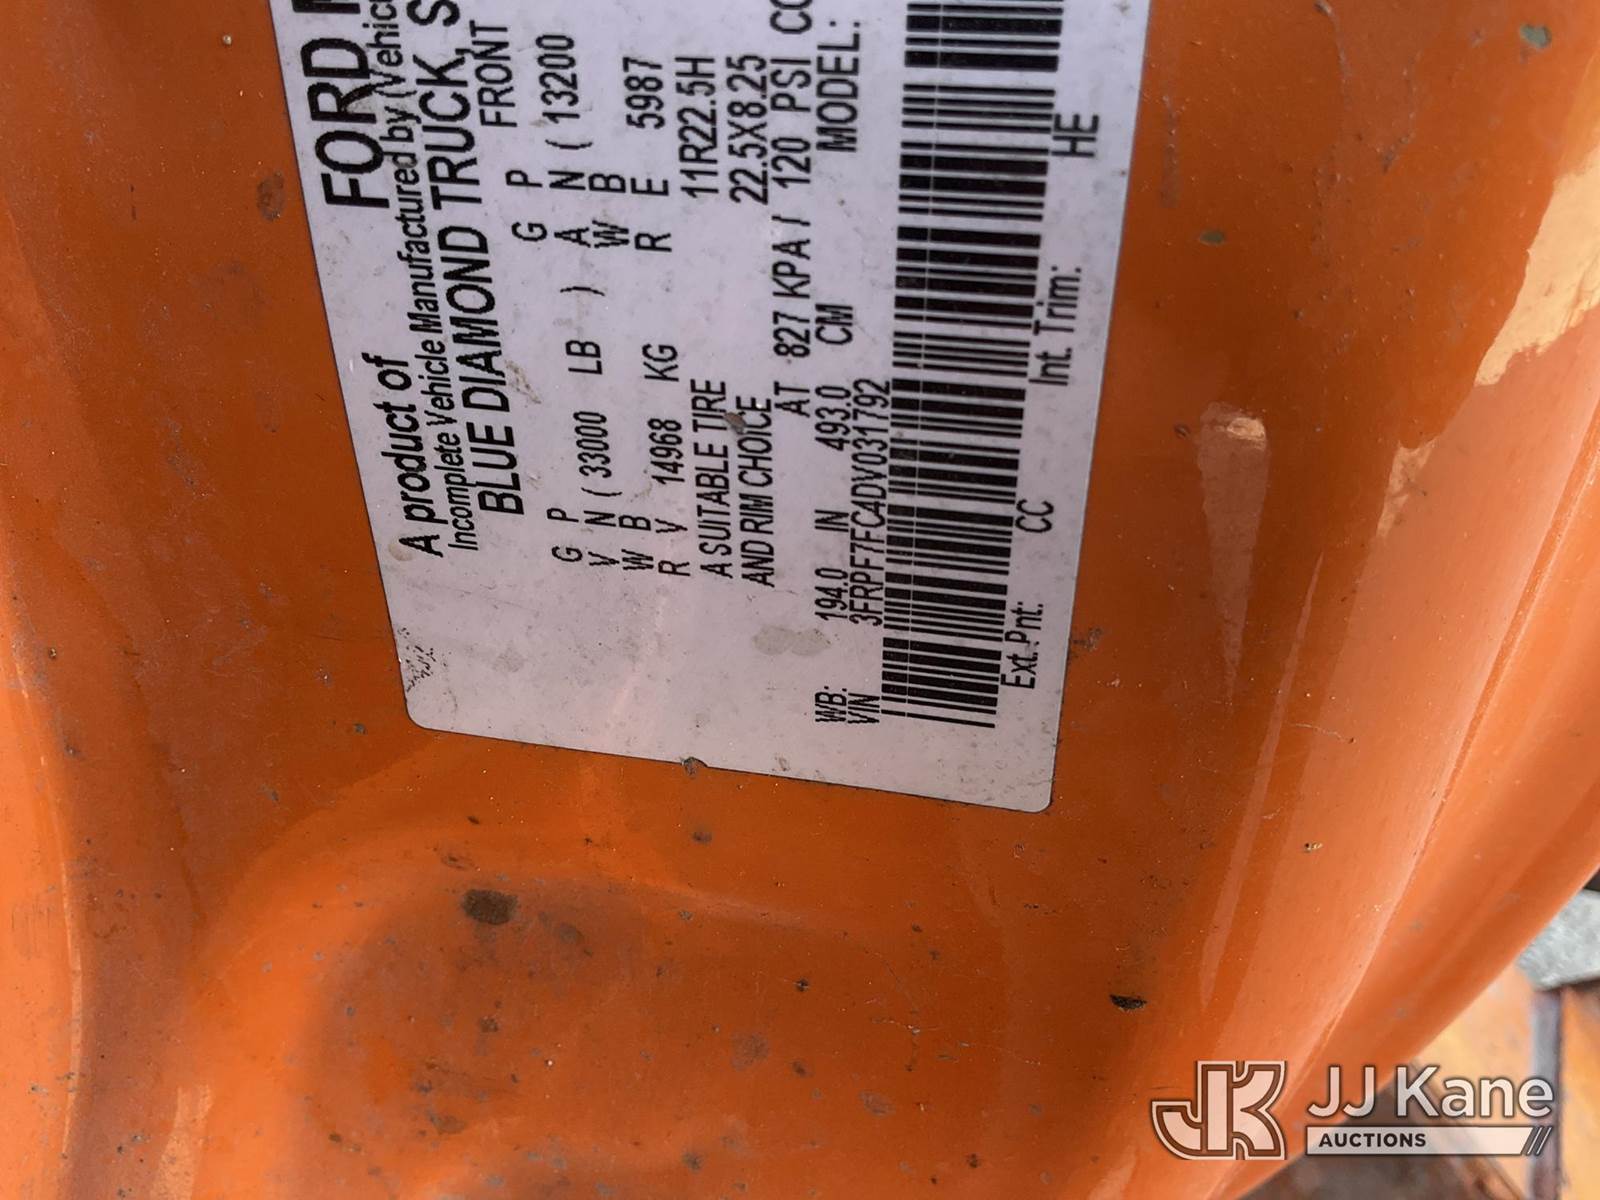 FORD
A product of
Incomplete Vehicle Manufactured by (Vehic
BLUE DIAMOND TRUCK, S
FRONT
G P G P
V N ( 33000 LB ) A N ( 13200
W B W B
R V 14968 KG R E 5987
A SUITABLE TIRE 11R22.5H
AND RIM CHOICE 22.5X8.25
AT 827 KPA / 120 PSI CO
WB: 194.0 IN 493.0 CM MODEL:
VIN 3FRPF7FC4DV031792
Ext. Pnt: CC Int. Trim: HE
JK JJ Kane
AUCTIONS